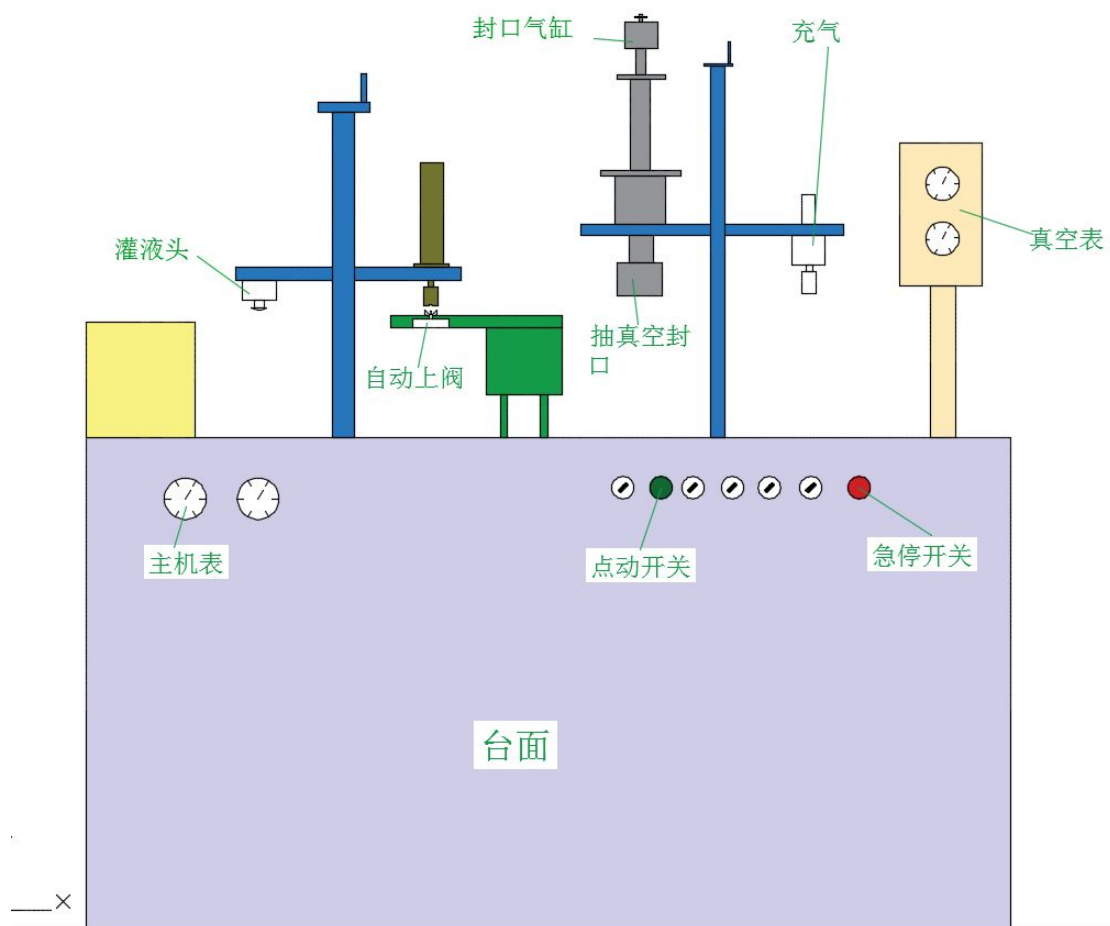 封口气缸
充气
灌液头
真空表
抽真空封
口
自动上阀
主机表
点动开关
急停开关
台面